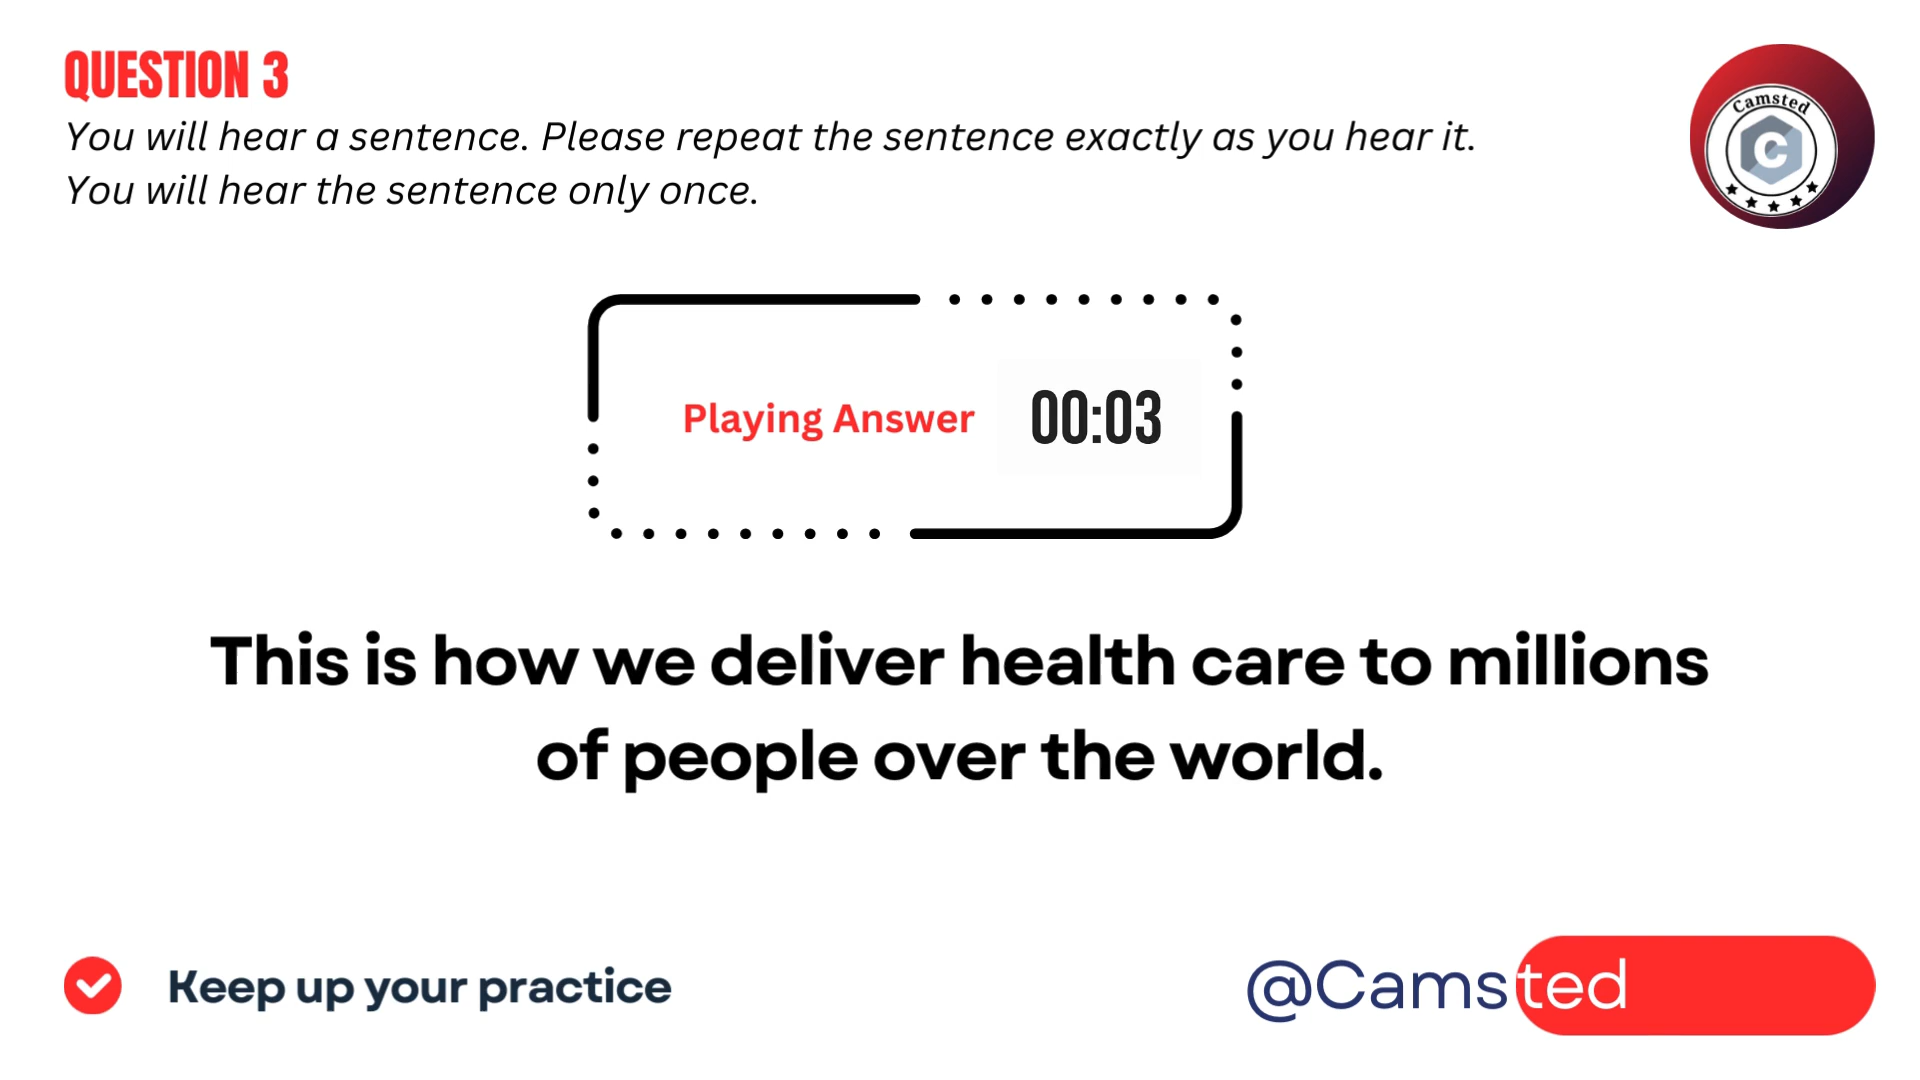 QUESTION 3
You will hear a sentence. Please repeat the sentence exactly as you hear it.
You will hear the sentence only once.
Camsted
C
Playing Answer 00:03
This is how we deliver health care to millions
of people over the world.
Keep up your practice
@Camsted